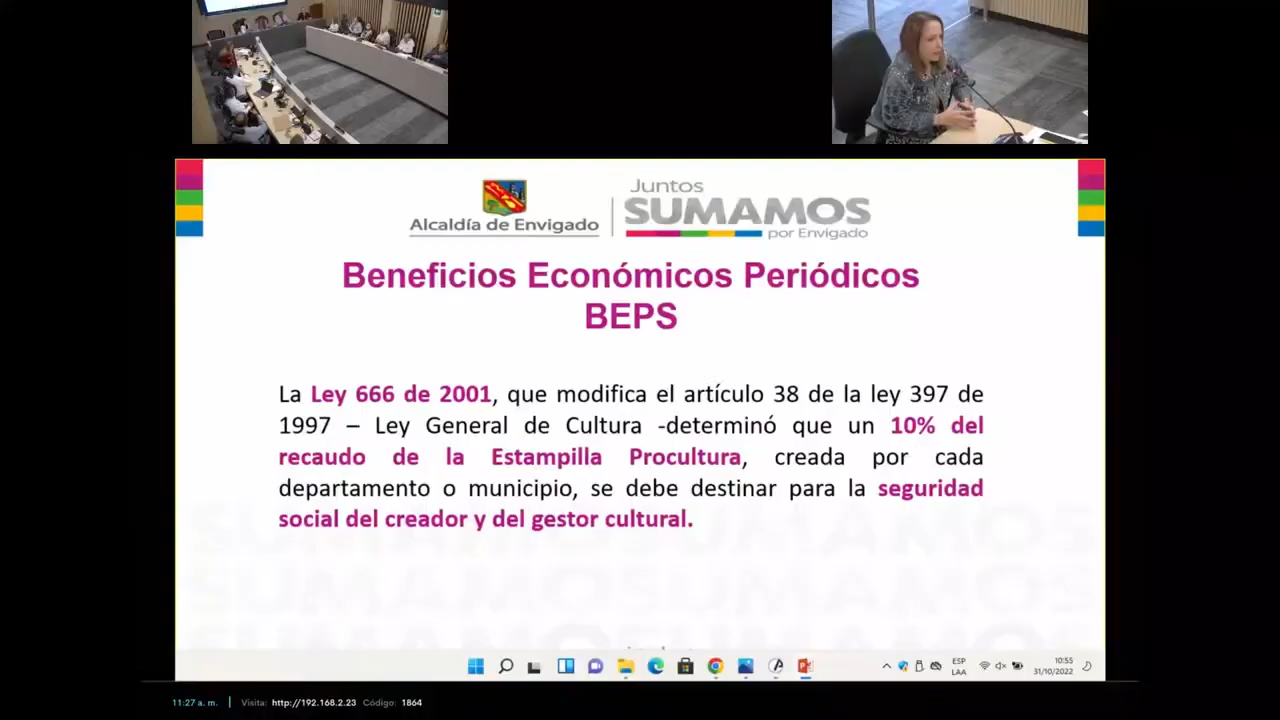 Alcaldía de Envigado
Juntos
SUMAMOS
por Envigado
Beneficios Económicos Periódicos
BEPS
La Ley 666 de 2001, que modifica el artículo 38 de la ley 397 de
1997 – Ley General de Cultura -determinó que un 10% del
recaudo de la Estampilla Procultura, creada por cada
departamento o municipio, se debe destinar para la seguridad
social del creador y del gestor cultural.
ESP
LAA
10:55
31/10/2022
11:27 a. m. | Visita: http://192.168.2.23 Código: 1864